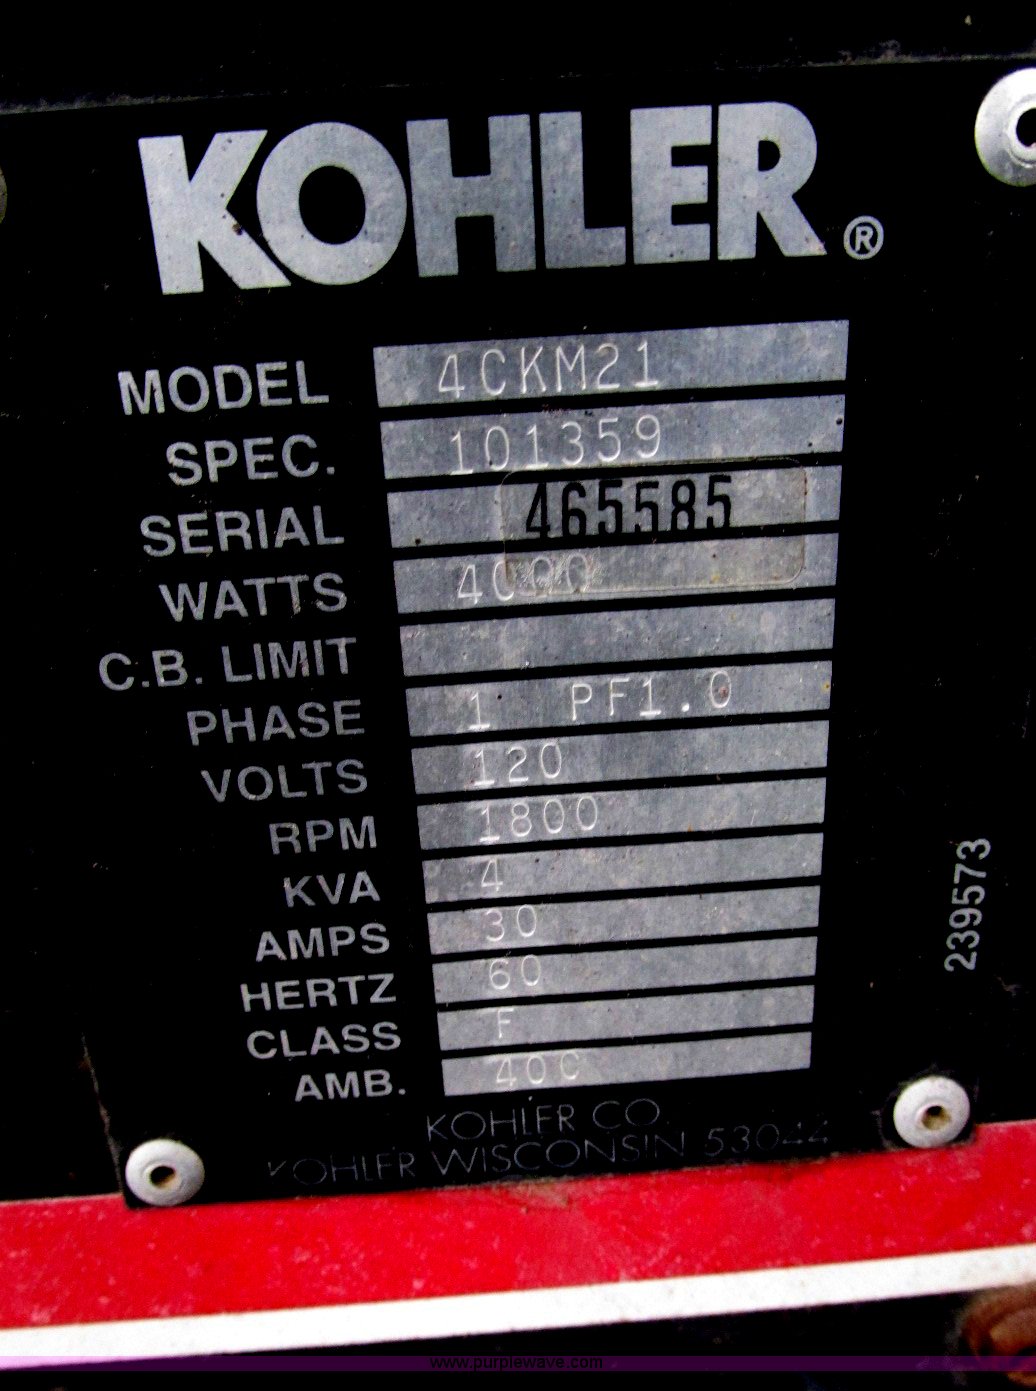 KOHLER®
MODEL 4CKM21
SPEC. 101359
SERIAL 465585
WATTS 4000
C.B. LIMIT
PHASE 1 PF1.0
VOLTS 120
RPM 1800
KVA 4
AMPS 30
HERTZ 60
CLASS F
AMB. 40C
KOHLER CO.
KOHLER WISCONSIN 53044
239573
www.purplewave.com